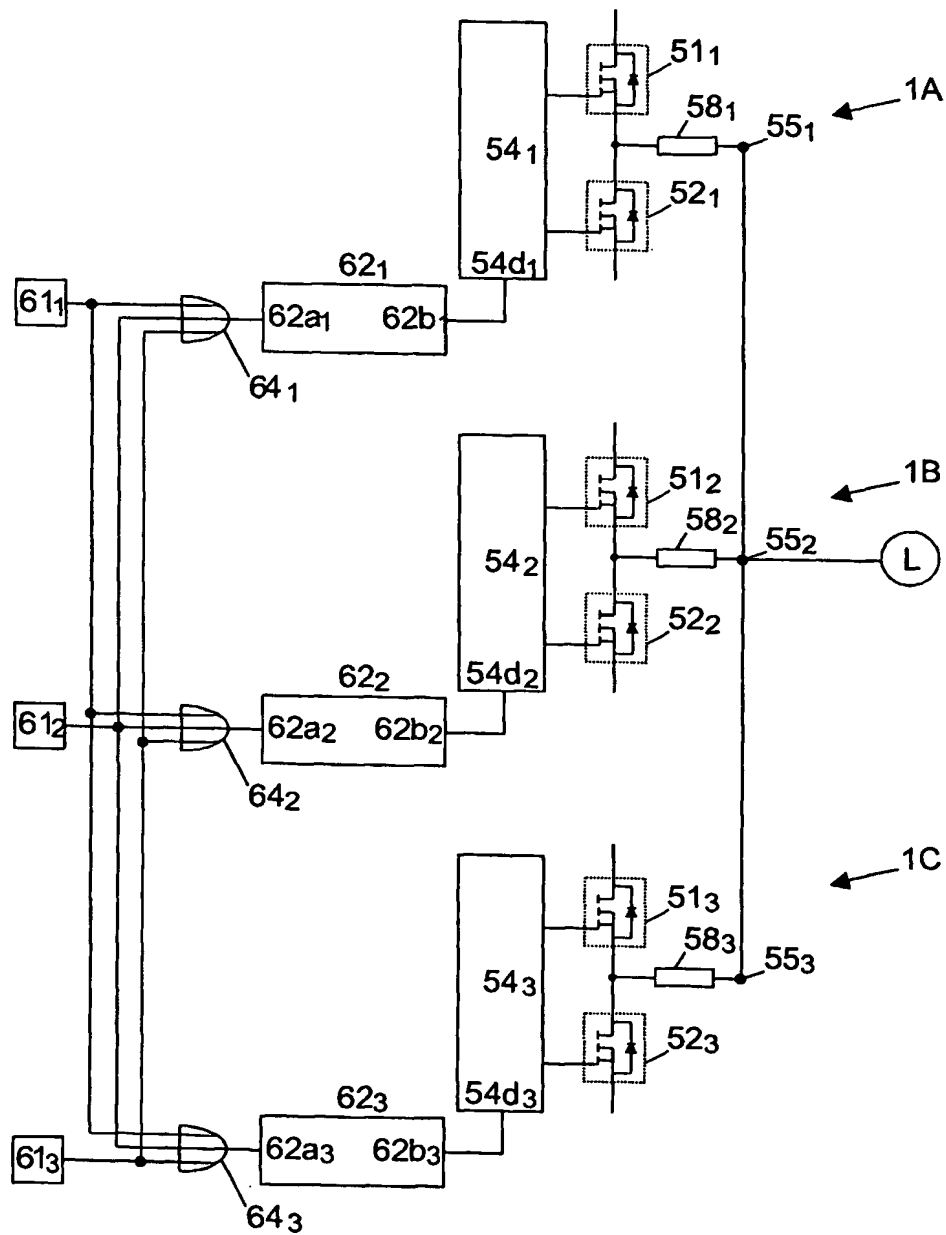 51₁
1A
58₁
55₁
54₁
52₁
54d₁
62₁
61₁
62a₁ 62b
64₁
51₂
1B
58₂
55₂
L
54₂
52₂
54d₂
62₂
61₂
62a₂ 62b₂
64₂
1C
51₃
58₃
55₃
54₃
52₃
54d₃
62₃
61₃
62a₃ 62b₃
64₃